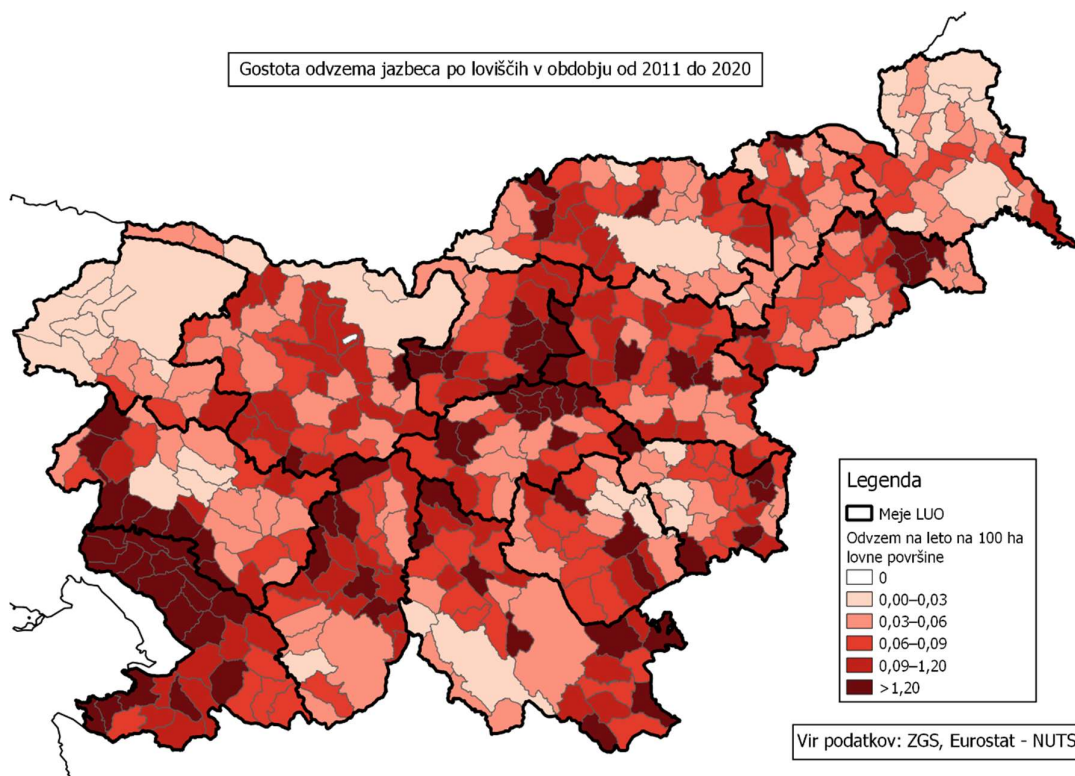 Gostota odvzema jazbeca po loviščih v obdobju od 2011 do 2020
Legenda
Meje LUO
Odvzem na leto na 100 ha
lovne površine
0
0,00–0,03
0,03–0,06
0,06–0,09
0,09–1,20
>1,20
Vir podatkov: ZGS, Eurostat - NUTS